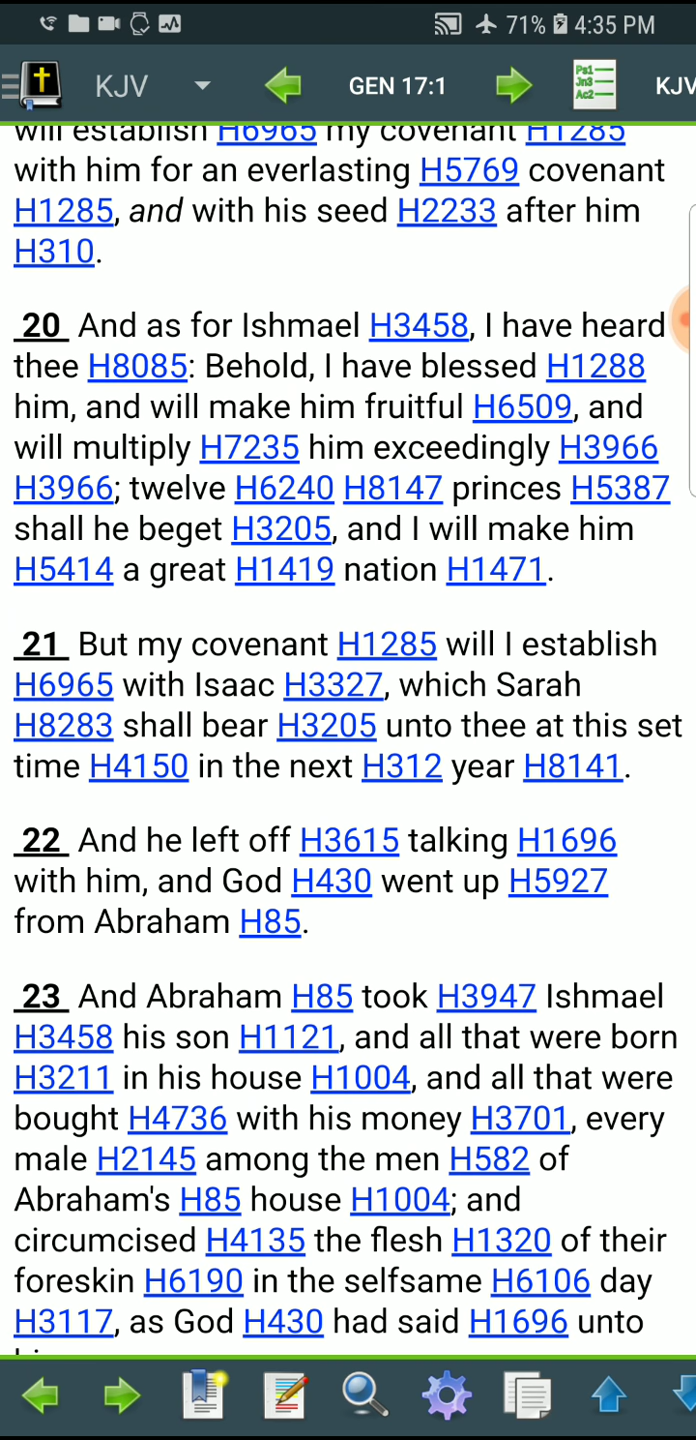 71% 4:35 PM
KJV GEN 17:1 Ps1 Jn3 Ac2 KJV
will establish H6965 my covenant H1285
with him for an everlasting H5769 covenant
H1285, and with his seed H2233 after him
H310.
20 And as for Ishmael H3458, I have heard
thee H8085: Behold, I have blessed H1288
him, and will make him fruitful H6509, and
will multiply H7235 him exceedingly H3966
H3966; twelve H6240 H8147 princes H5387
shall he beget H3205, and I will make him
H5414 a great H1419 nation H1471.
21 But my covenant H1285 will I establish
H6965 with Isaac H3327, which Sarah
H8283 shall bear H3205 unto thee at this set
time H4150 in the next H312 year H8141.
22 And he left off H3615 talking H1696
with him, and God H430 went up H5927
from Abraham H85.
23 And Abraham H85 took H3947 Ishmael
H3458 his son H1121, and all that were born
H3211 in his house H1004, and all that were
bought H4736 with his money H3701, every
male H2145 among the men H582 of
Abraham's H85 house H1004; and
circumcised H4135 the flesh H1320 of their
foreskin H6190 in the selfsame H6106 day
H3117, as God H430 had said H1696 unto